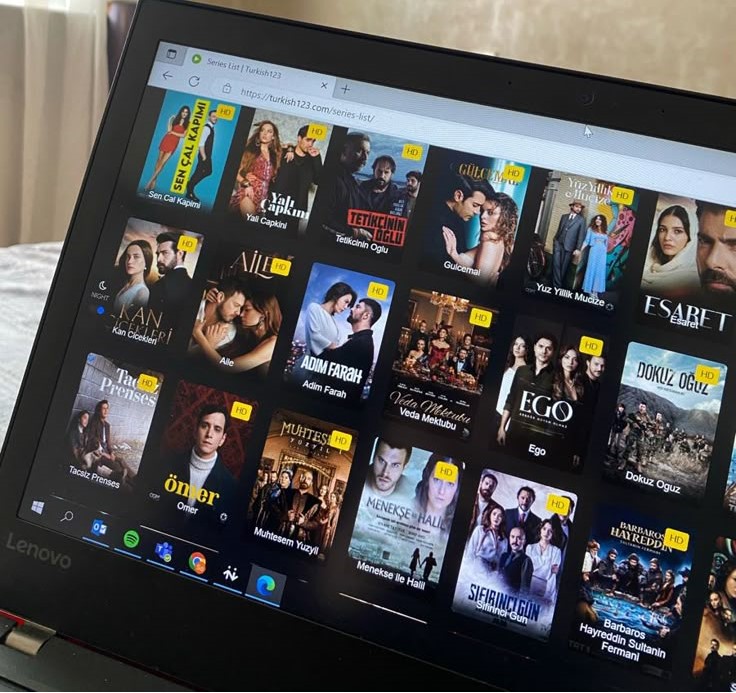 Series List | Turkish123
https://turkish123.com/series-list/
HD
SEN ÇAL KAPIMI
Sen Cal Kapimi
HD
Yalı
Çapkını
Yali Capkini
HD
TETİKÇİNİN
OĞLU
Tetikcinin Oglu
HD
Gulcemal
HD
Yüz Yıllık
Mucize
Yuz Yillik Mucize
HD
ESARET
Esaret
NIGHT
HD
KAN
ÇİÇEKLERİ
Kan Cicekleri
HD
AİLE
Aile
HD
ADIM FARAH
Adim Farah
HD
Veda Mektubu
Veda Mektubu
HD
EGO
Ego
HD
DOKUZ OĞUZ
Dokuz Oguz
HD
Taçsız
Prenses
Tacsiz Prenses
HD
ömer
Omer
HD
MUHTEŞEM
YÜZYIL
Muhtesem Yuzyil
HD
MENEKŞE ile HALİL
Menekse ile Halil
HD
SIFIRINCI GÜN
Sifirinci Gun
HD
BARBAROS
HAYREDDİN
SULTANIN FERMANI
Barbaros
Hayreddin Sultanin
Fermani
Lenovo